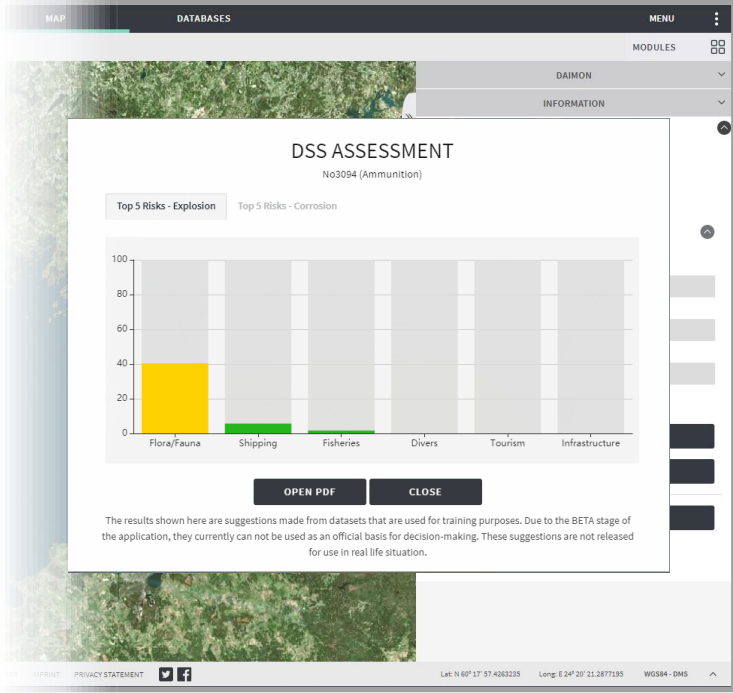 MAP DATABASES MENU
MODULES
DAIMON
INFORMATION
DSS ASSESSMENT
No3094 (Ammunition)
Top 5 Risks - Explosion Top 5 Risks - Corrosion
100
80
60
40
20
0
Flora/Fauna Shipping Fisheries Divers Tourism Infrastructure
OPEN PDF CLOSE
The results shown here are suggestions made from datasets that are used for training purposes. Due to the BETA stage of
the application, they currently can not be used as an official basis for decision-making. These suggestions are not released
for use in real life situation.
IMPRINT PRIVACY STATEMENT Lat: N 60° 17' 57.4263235 Long: E 24° 20' 21.2877195 WGS84 - DMS